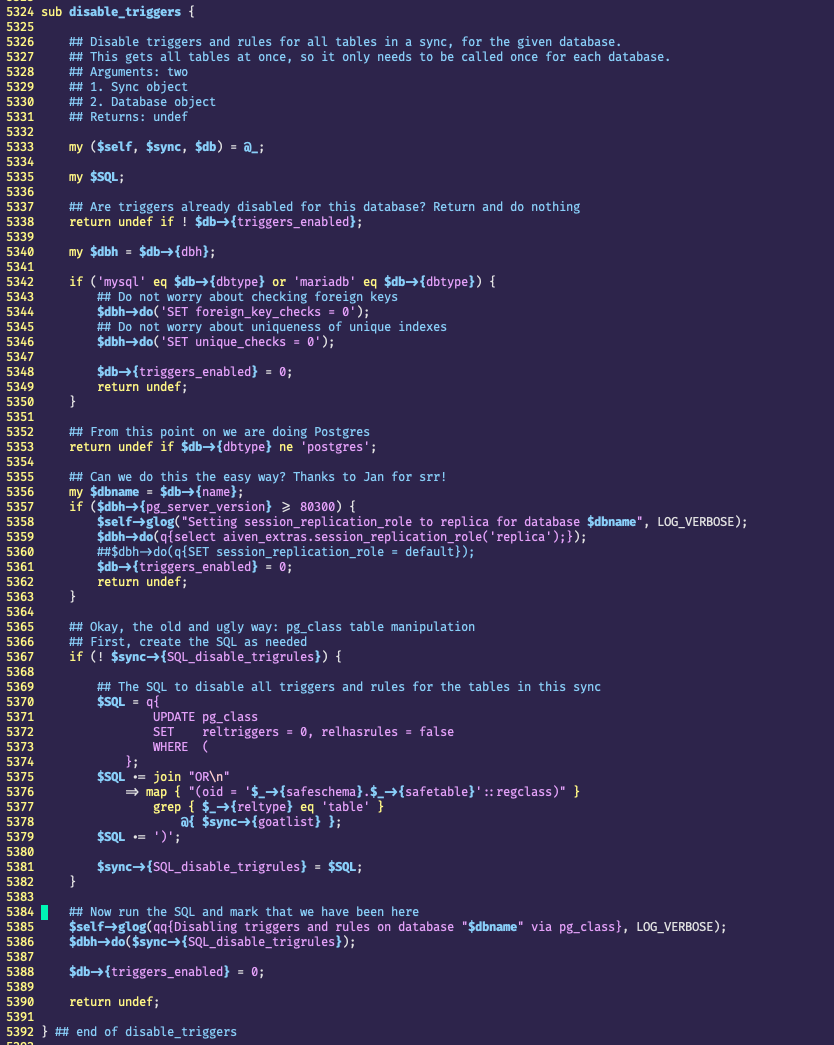 5324 sub disable_triggers {
5325
5326     ## Disable triggers and rules for all tables in a sync, for the given database.
5327     ## This gets all tables at once, so it only needs to be called once for each database.
5328     ## Arguments: two
5329     ## 1. Sync object
5330     ## 2. Database object
5331     ## Returns: undef
5332
5333     my ($self, $sync, $db) = @_;
5334
5335     my $SQL;
5336
5337     ## Are triggers already disabled for this database? Return and do nothing
5338     return undef if ! $db->{triggers_enabled};
5339
5340     my $dbh = $db->{dbh};
5341
5342     if ('mysql' eq $db->{dbtype} or 'mariadb' eq $db->{dbtype}) {
5343         ## Do not worry about checking foreign keys
5344         $dbh->do('SET foreign_key_checks = 0');
5345         ## Do not worry about uniqueness of unique indexes
5346         $dbh->do('SET unique_checks = 0');
5347
5348         $db->{triggers_enabled} = 0;
5349         return undef;
5350     }
5351
5352     ## From this point on we are doing Postgres
5353     return undef if $db->{dbtype} ne 'postgres';
5354
5355     ## Can we do this the easy way? Thanks to Jan for srr!
5356     my $dbname = $db->{name};
5357     if ($dbh->{pg_server_version} >= 80300) {
5358         $self->glog("Setting session_replication_role to replica for database $dbname", LOG_VERBOSE);
5359         $dbh->do(q{select aiven_extras.session_replication_role('replica');});
5360         ##$dbh->do(q{SET session_replication_role = default});
5361         $db->{triggers_enabled} = 0;
5362         return undef;
5363     }
5364
5365     ## Okay, the old and ugly way: pg_class table manipulation
5366     ## First, create the SQL as needed
5367     if (! $sync->{SQL_disable_trigrules}) {
5368
5369         ## The SQL to disable all triggers and rules for the tables in this sync
5370         $SQL = q{
5371                 UPDATE pg_class
5372                 SET    reltriggers = 0, relhasrules = false
5373                 WHERE  (
5374             };
5375         $SQL .= join "OR\n"
5376             => map { "(oid = '$_->{safeschema}.$_->{safetable}'::regclass)" }
5377                 grep { $_->{reltype} eq 'table' }
5378                     @{ $sync->{goatlist} };
5379         $SQL .= ')';
5380
5381         $sync->{SQL_disable_trigrules} = $SQL;
5382     }
5383
5384     ## Now run the SQL and mark that we have been here
5385     $self->glog(qq{Disabling triggers and rules on database "$dbname" via pg_class}, LOG_VERBOSE);
5386     $dbh->do($sync->{SQL_disable_trigrules});
5387
5388     $db->{triggers_enabled} = 0;
5389
5390     return undef;
5391
5392 } ## end of disable_triggers